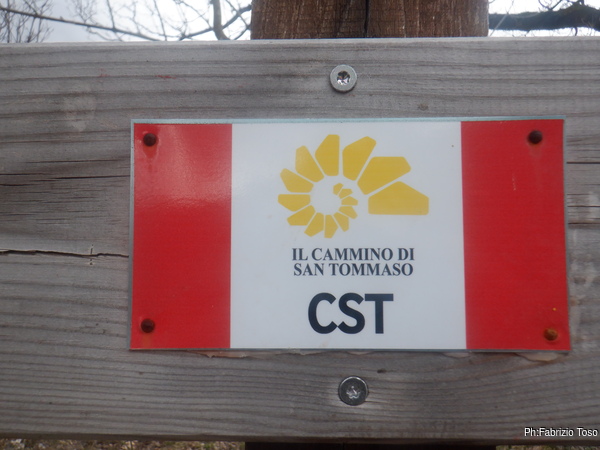 IL CAMMINO DI
SAN TOMMASO
CST
Ph:Fabrizio Toso